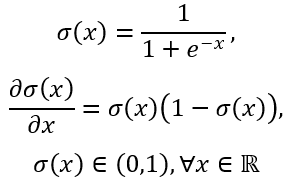 σ(x) = 1 / (1 + e^{-x}),
∂σ(x) / ∂x = σ(x)(1 − σ(x)),
σ(x) ∈ (0,1), ∀x ∈ ℝ